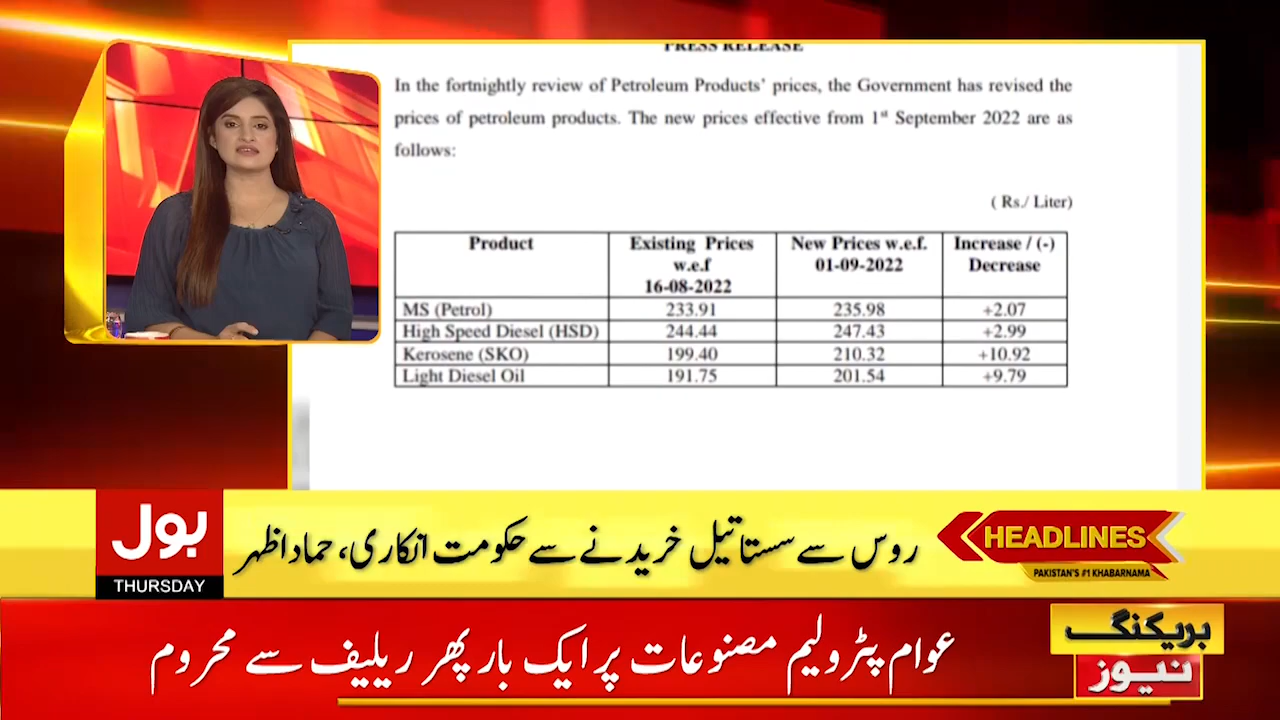 PRESS RELEASE
In the fortnightly review of Petroleum Products' prices, the Government has revised the
prices of petroleum products. The new prices effective from 1st September 2022 are as
follows:
( Rs./ Liter)
Product Existing Prices w.e.f 16-08-2022 New Prices w.e.f. 01-09-2022 Increase / (-) Decrease
MS (Petrol) 233.91 235.98 +2.07
High Speed Diesel (HSD) 244.44 247.43 +2.99
Kerosene (SKO) 199.40 210.32 +10.92
Light Diesel Oil 191.75 201.54 +9.79
HEADLINES
PAKISTAN'S #1 KHABARNAMA
روس سے سستا تیل خریدنے سے حکومت انکاری، حماد اظہر
بول
THURSDAY
بریکنگ
نیوز
عوام پٹرولیم مصنوعات پر ایک بار پھر ریلیف سے محروم